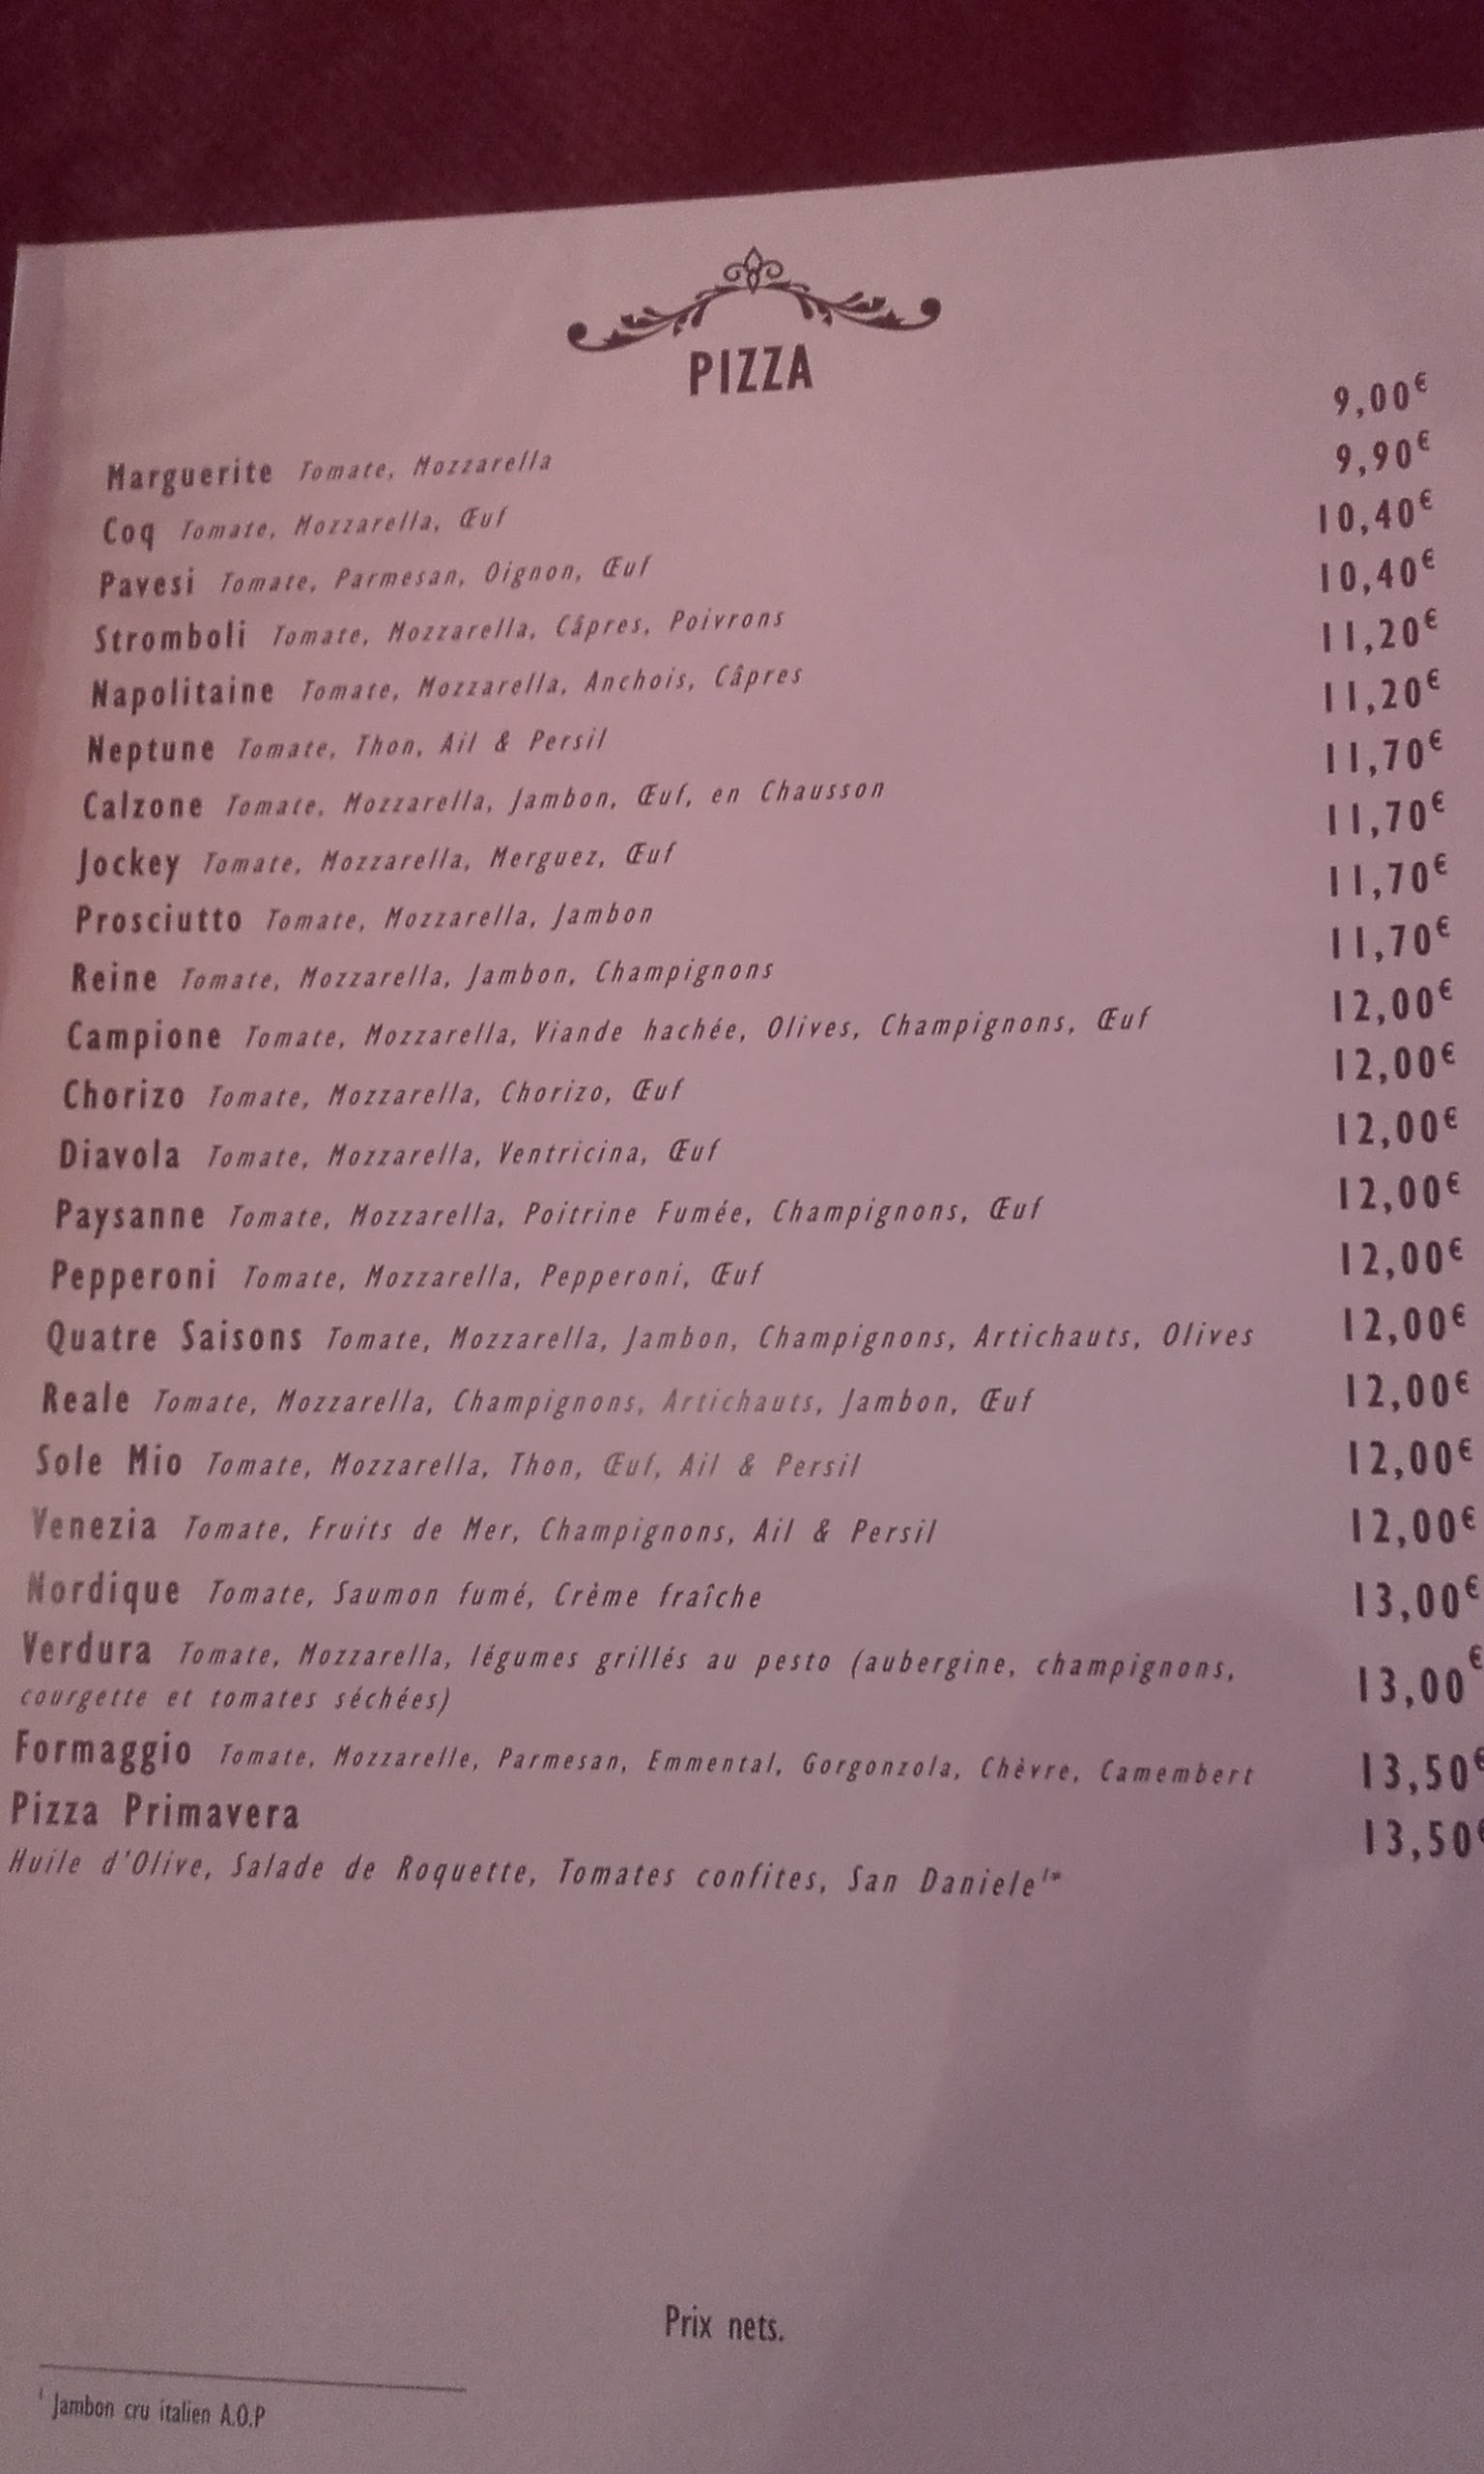 PIZZA
Marguerite Tomate, Mozzarella 9,00€
Coq Tomate, Mozzarella, Œuf 9,90€
Pavesi Tomate, Parmesan, Oignon, Œuf 10,40€
Stromboli Tomate, Mozzarella, Câpres, Poivrons 10,40€
Napolitaine Tomate, Mozzarella, Anchois, Câpres 11,20€
Neptune Tomate, Thon, Ail & Persil 11,20€
Calzone Tomate, Mozzarella, Jambon, Œuf, en Chausson 11,70€
Jockey Tomate, Mozzarella, Merguez, Œuf 11,70€
Prosciutto Tomate, Mozzarella, Jambon 11,70€
Reine Tomate, Mozzarella, Jambon, Champignons 11,70€
Campione Tomate, Mozzarella, Viande hachée, Olives, Champignons, Œuf 12,00€
Chorizo Tomate, Mozzarella, Chorizo, Œuf 12,00€
Diavola Tomate, Mozzarella, Ventricina, Œuf 12,00€
Paysanne Tomate, Mozzarella, Poitrine Fumée, Champignons, Œuf 12,00€
Pepperoni Tomate, Mozzarella, Pepperoni, Œuf 12,00€
Quatre Saisons Tomate, Mozzarella, Jambon, Champignons, Artichauts, Olives 12,00€
Reale Tomate, Mozzarella, Champignons, Artichauts, Jambon, Œuf 12,00€
Sole Mio Tomate, Mozzarella, Thon, Œuf, Ail & Persil 12,00€
Venezia Tomate, Fruits de Mer, Champignons, Ail & Persil 12,00€
Nordique Tomate, Saumon fumé, Crème fraîche 13,00€
Verdura Tomate, Mozzarella, légumes grillés au pesto (aubergine, champignons, 13,00€
courgette et tomates séchées)
Formaggio Tomate, Mozzarelle, Parmesan, Emmental, Gorgonzola, Chèvre, Camembert 13,50€
Pizza Primavera 13,50€
Huile d'Olive, Salade de Roquette, Tomates confites, San Daniele¹*
Prix nets.
¹ Jambon cru italien A.O.P